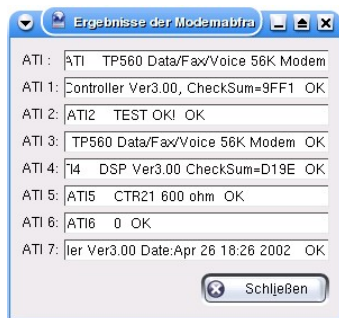 Ergebnisse der Modemabfra
ATI : ATI TP560 Data/Fax/Voice 56K Modem
ATI 1: Controller Ver3.00, CheckSum=9FF1 OK
ATI 2: ATI2 TEST OK! OK
ATI 3: TP560 Data/Fax/Voice 56K Modem OK
ATI 4: TI4 DSP Ver3.00 CheckSum=D19E OK
ATI 5: ATI5 CTR21 600 ohm OK
ATI 6: ATI6 0 OK
ATI 7: ler Ver3.00 Date:Apr 26 18:26 2002 OK
Schließen